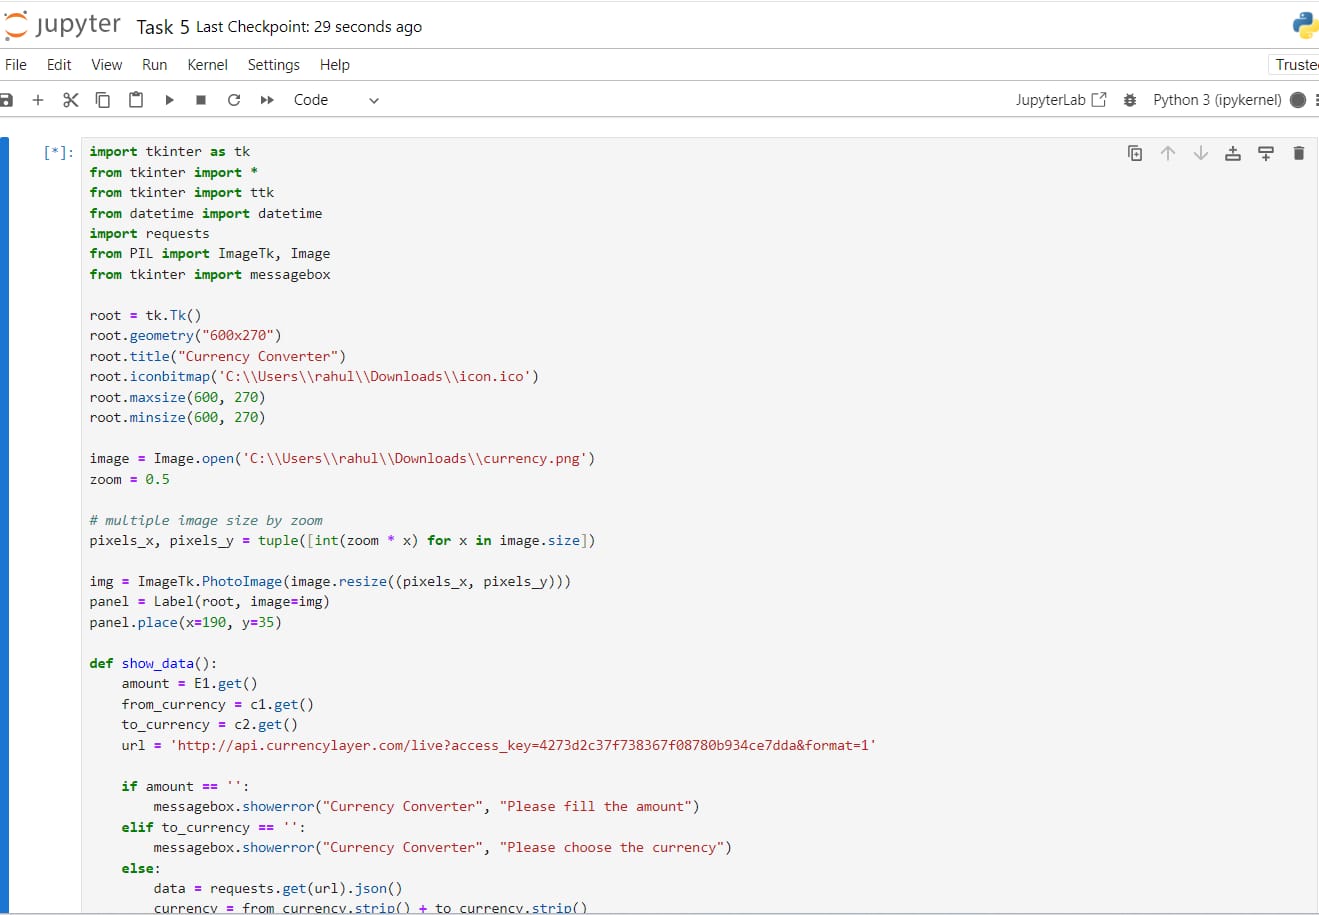 jupyter Task 5 Last Checkpoint: 29 seconds ago
File Edit View Run Kernel Settings Help Truste
Code JupyterLab Python 3 (ipykernel)
[*]:
import tkinter as tk
from tkinter import *
from tkinter import ttk
from datetime import datetime
import requests
from PIL import ImageTk, Image
from tkinter import messagebox
root = tk.Tk()
root.geometry("600x270")
root.title("Currency Converter")
root.iconbitmap('C:\\Users\\rahul\\Downloads\\icon.ico')
root.maxsize(600, 270)
root.minsize(600, 270)
image = Image.open('C:\\Users\\rahul\\Downloads\\currency.png')
zoom = 0.5
# multiple image size by zoom
pixels_x, pixels_y = tuple([int(zoom * x) for x in image.size])
img = ImageTk.PhotoImage(image.resize((pixels_x, pixels_y)))
panel = Label(root, image=img)
panel.place(x=190, y=35)
def show_data():
    amount = E1.get()
    from_currency = c1.get()
    to_currency = c2.get()
    url = 'http://api.currencylayer.com/live?access_key=4273d2c37f738367f08780b934ce7dda&format=1'
    if amount == '':
        messagebox.showerror("Currency Converter", "Please fill the amount")
    elif to_currency == '':
        messagebox.showerror("Currency Converter", "Please choose the currency")
    else:
        data = requests.get(url).json()
        currency = from_currency.strip() + to_currency.strip()